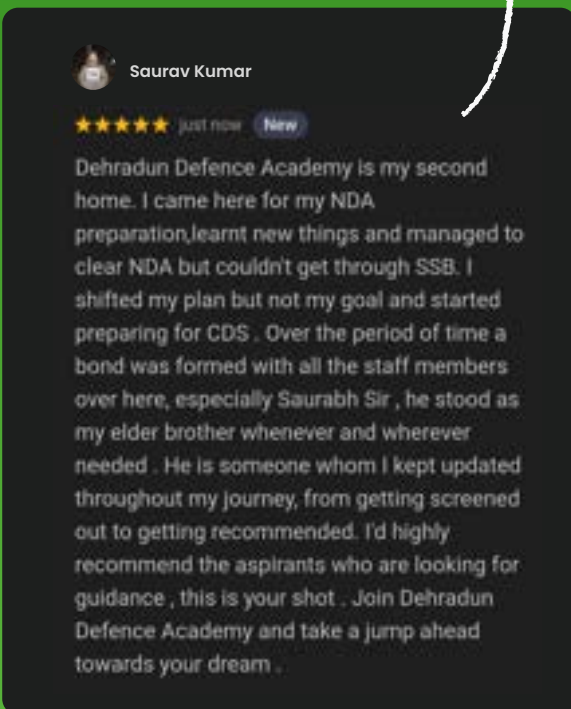 Saurav Kumar
just now New
Dehradun Defence Academy is my second
home. I came here for my NDA
preparation,learnt new things and managed to
clear NDA but couldn't get through SSB. I
shifted my plan but not my goal and started
preparing for CDS . Over the period of time a
bond was formed with all the staff members
over here, especially Saurabh Sir , he stood as
my elder brother whenever and wherever
needed . He is someone whom I kept updated
throughout my journey, from getting screened
out to getting recommended. I'd highly
recommend the aspirants who are looking for
guidance , this is your shot . Join Dehradun
Defence Academy and take a jump ahead
towards your dream .